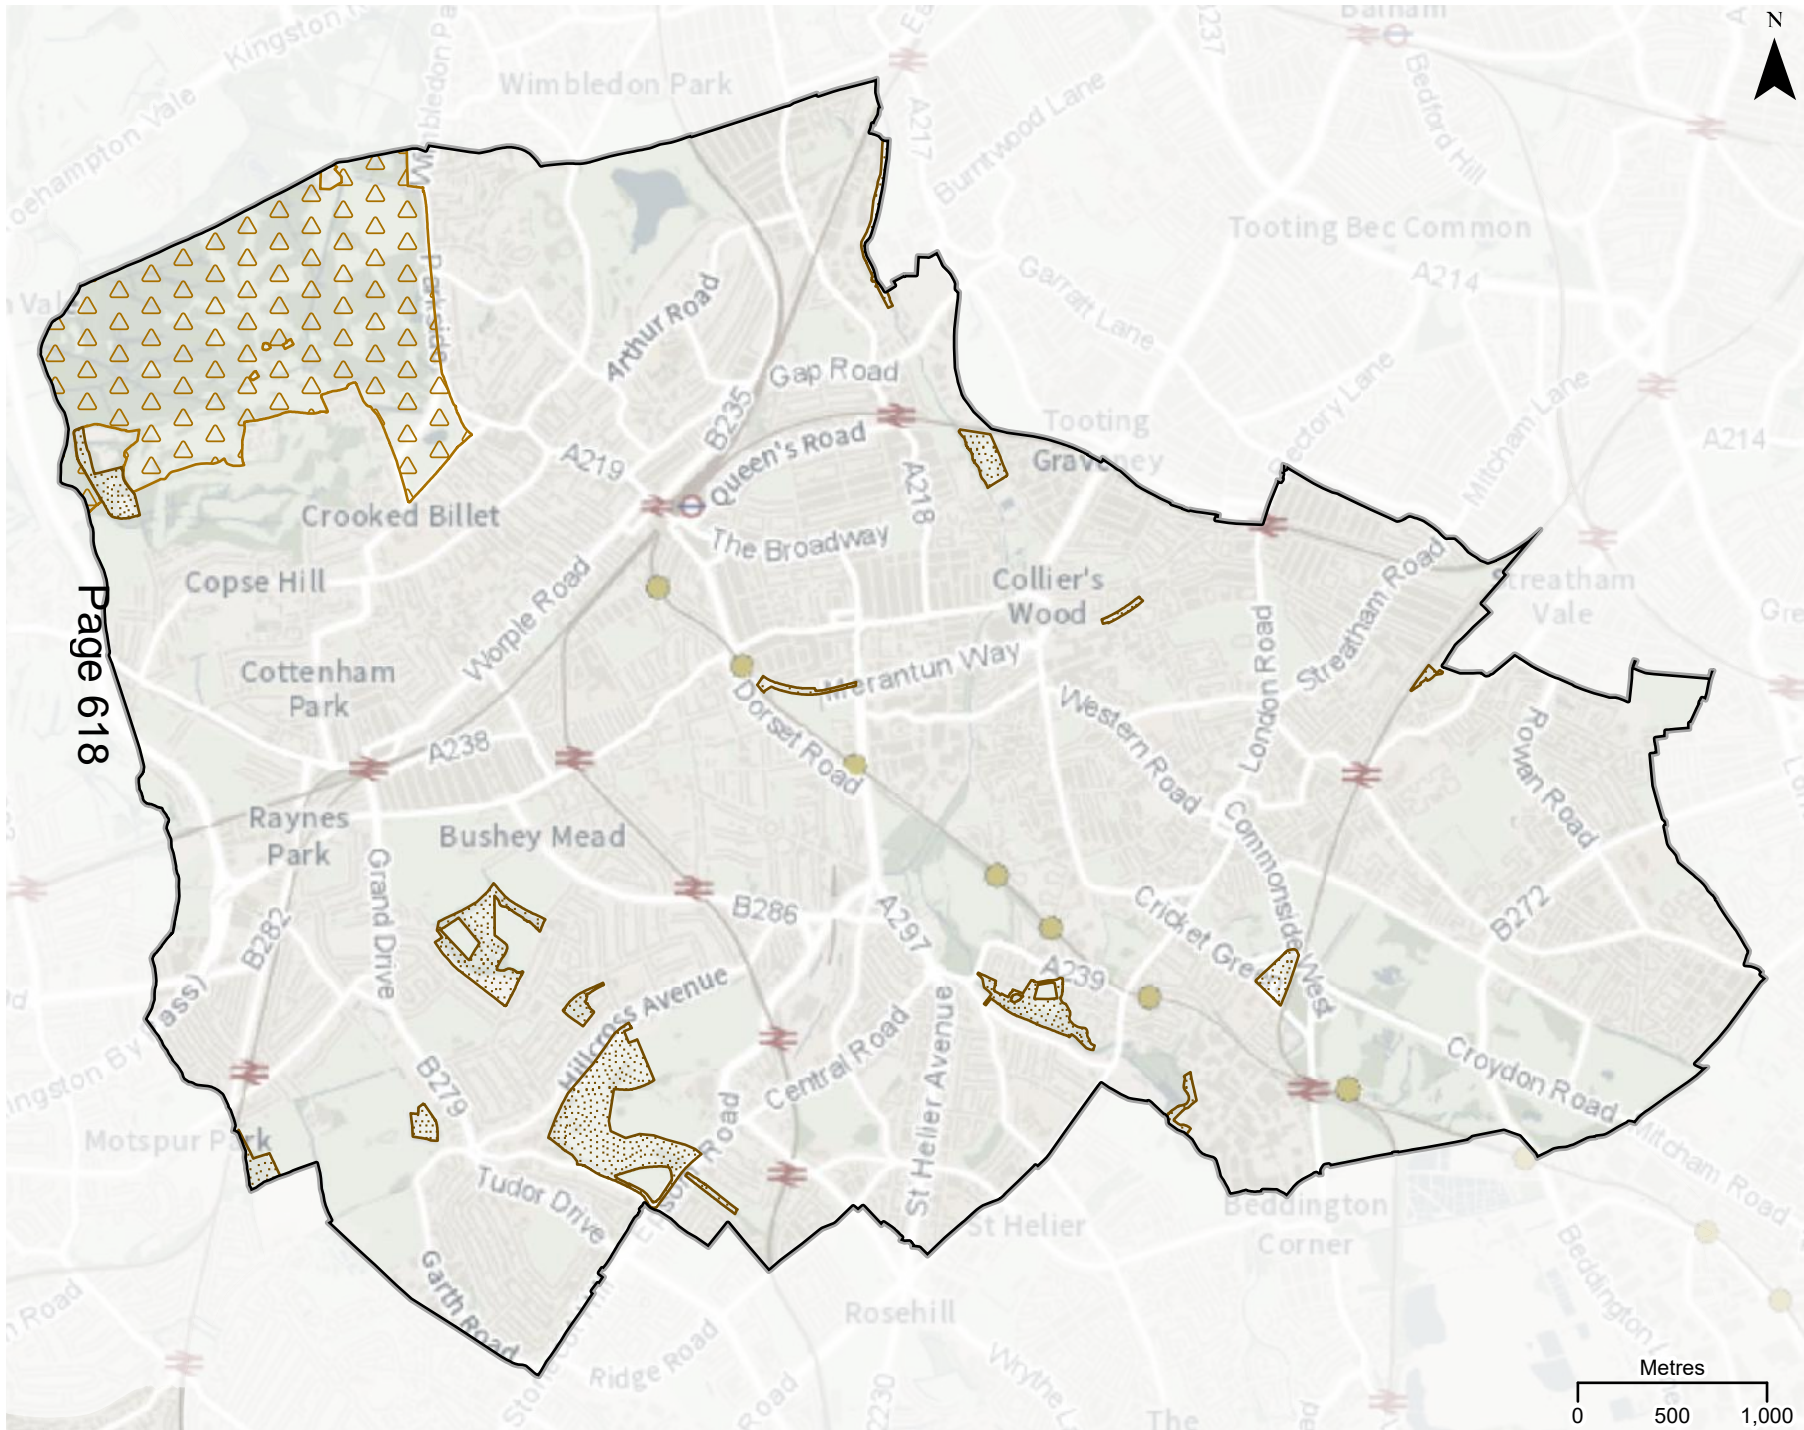 Balham
N
Kingston
Wimbledon Park
A217
A237
Bedford Hill
Burntwood Lane
Tooting Bec Common
A214
Garratt Lane
Parkside
Arthur Road
Gap Road
B235
Queen's Road
A219
A218
Tooting
Graveney
Rectory Lane
Mitcham Lane
A214
Crooked Billet
The Broadway
Copse Hill
Collier's
Wood
Streatham
Vale
Page 618
Worple Road
Cottenham
Park
Merantun Way
Dorset Road
Western Road
London Road
Streatham Road
Rowan Road
A238
Raynes
Park
Bushey Mead
Grand Drive
B282
B286
A297
Commonside West
Cricket Green
B272
A239
Hillcross Avenue
Central Road
St Helier Avenue
B279
Croydon Road
Motspur Park
Tudor Drive
Mitcham Road
St Helier
Beddington
Corner
Garth Road
Rosehill
Ridge Road
The
Metres
0 500 1,000